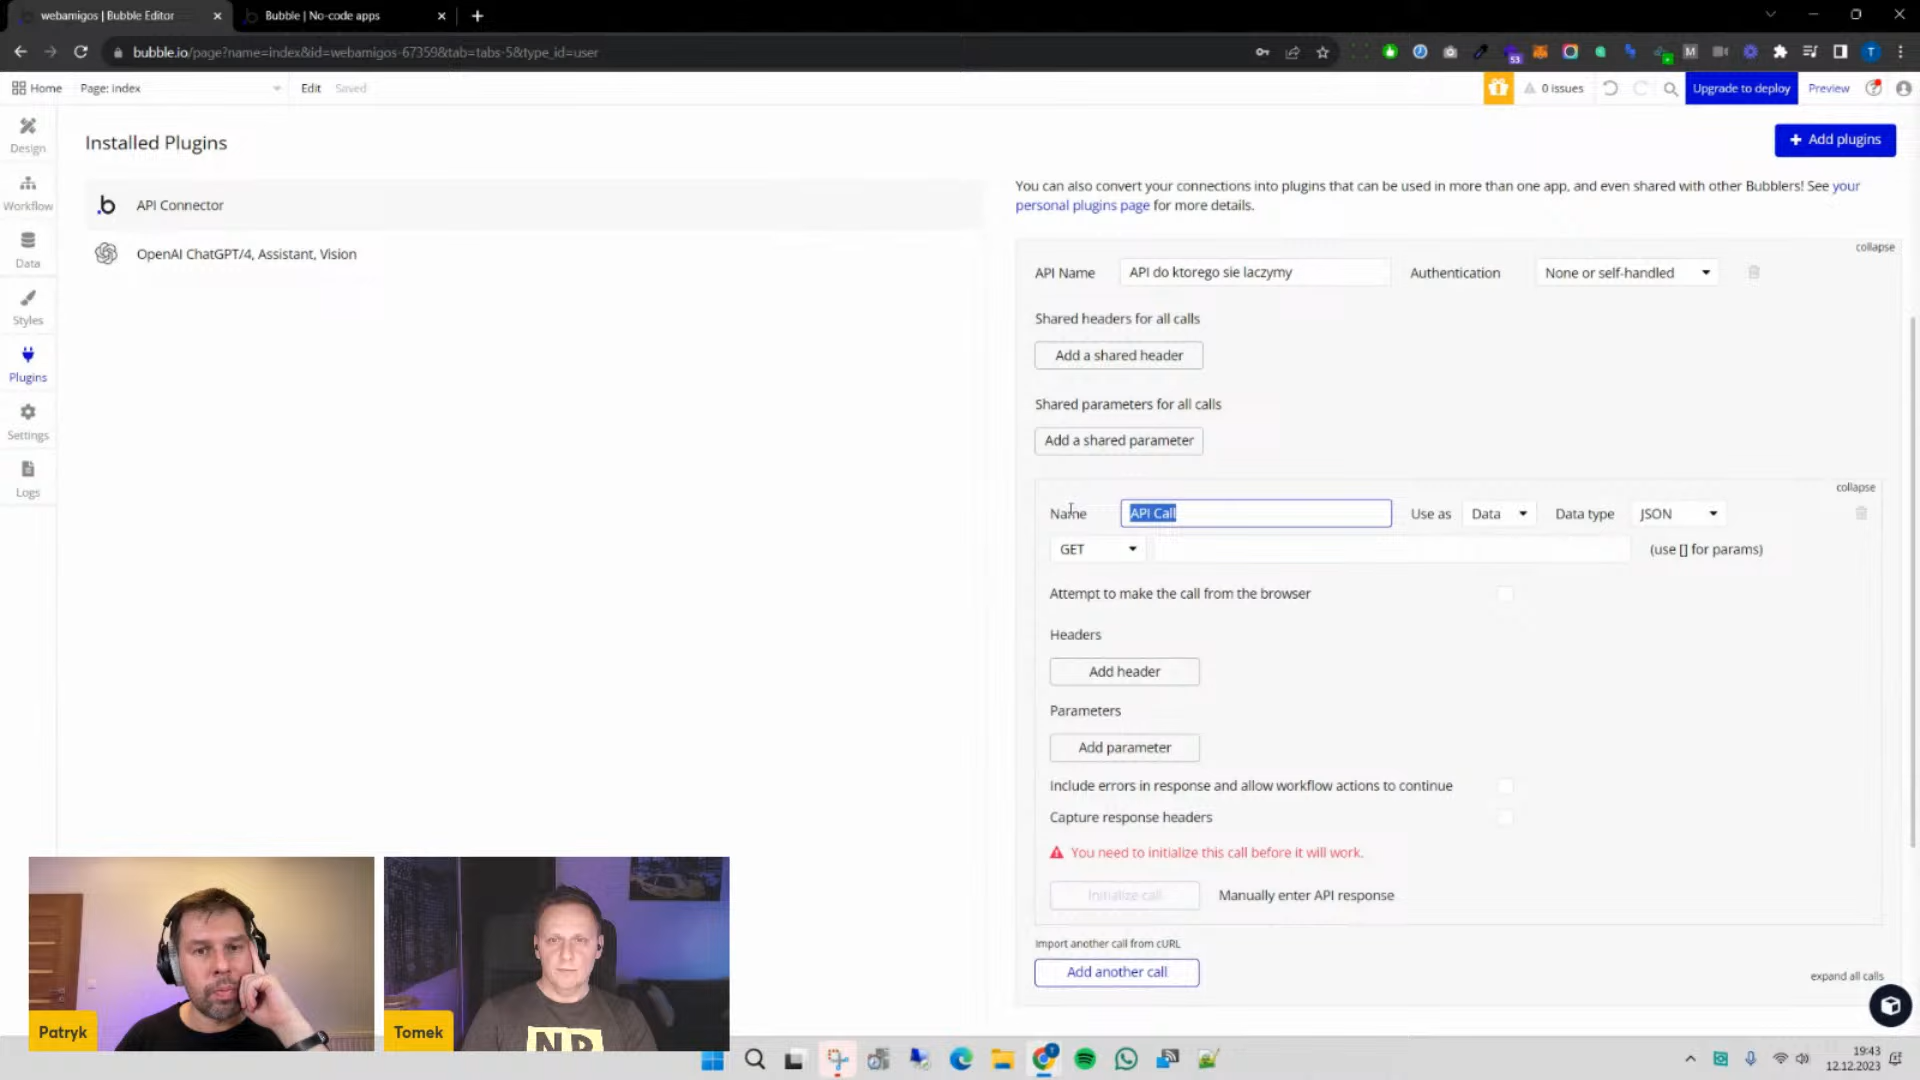 webamigos | Bubble Editor
Bubble | No-code apps
bubble.io/page?name=index&id=webamigos-67359&tab=tabs-5&type_id=user
53
M
T
Home
Page: index
Edit
Saved
0 issues
Upgrade to deploy
Preview
Design
Workflow
Data
Styles
Plugins
Settings
Logs
Installed Plugins
+ Add plugins
API Connector
OpenAI ChatGPT/4, Assistant, Vision
You can also convert your connections into plugins that can be used in more than one app, and even shared with other Bubblers! See your
personal plugins page for more details.
collapse
API Name
API do ktorego sie laczymy
Authentication
None or self-handled
Shared headers for all calls
Add a shared header
Shared parameters for all calls
Add a shared parameter
collapse
Name
API Call
Use as
Data
Data type
JSON
GET
(use [] for params)
Attempt to make the call from the browser
Headers
Add header
Parameters
Add parameter
Include errors in response and allow workflow actions to continue
Capture response headers
You need to initialize this call before it will work.
Initialize call
Manually enter API response
Import another call from cURL
Add another call
expand all calls
Patryk
Tomek
19:43
12.12.2023